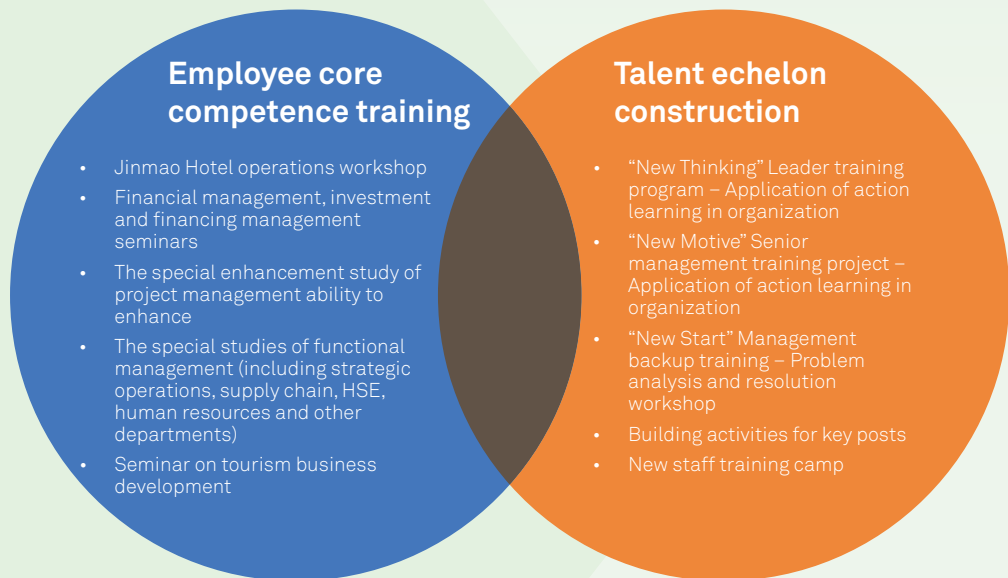 Employee core
competence training
• Jinmao Hotel operations workshop
• Financial management, investment
and financing management
seminars
• The special enhancement study of
project management ability to
enhance
• The special studies of functional
management (including strategic
operations, supply chain, HSE,
human resources and other
departments)
• Seminar on tourism business
development
Talent echelon
construction
• “New Thinking” Leader training
program – Application of action
learning in organization
• “New Motive” Senior
management training project –
Application of action learning in
organization
• “New Start” Management
backup training – Problem
analysis and resolution
workshop
• Building activities for key posts
• New staff training camp